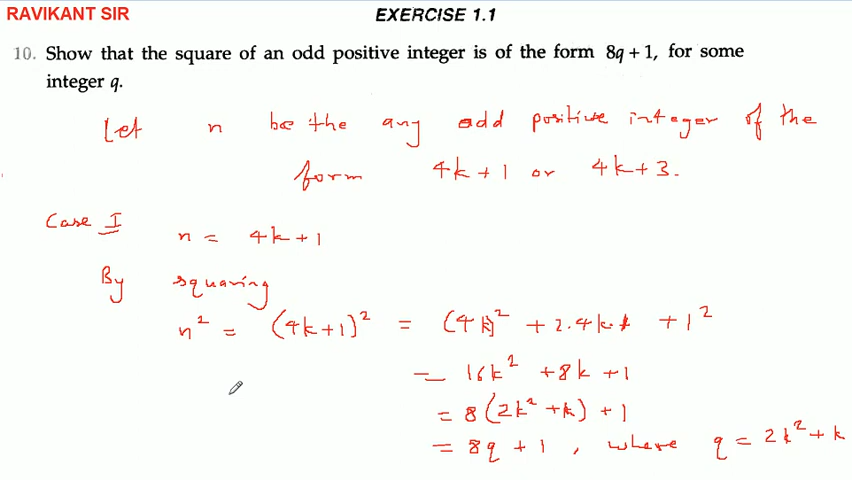 RAVIKANT SIR
EXERCISE 1.1
10. Show that the square of an odd positive integer is of the form 8q + 1, for some
integer q.
Let n be the any odd positive integer of the
form 4k + 1 or 4k + 3.
Case I
n = 4k + 1
By squaring
n² = (4k+1)² = (4k)² + 2.4k.1 + 1²
= 16k² + 8k + 1
= 8(2k² + k) + 1
= 8q + 1, where q = 2k² + k